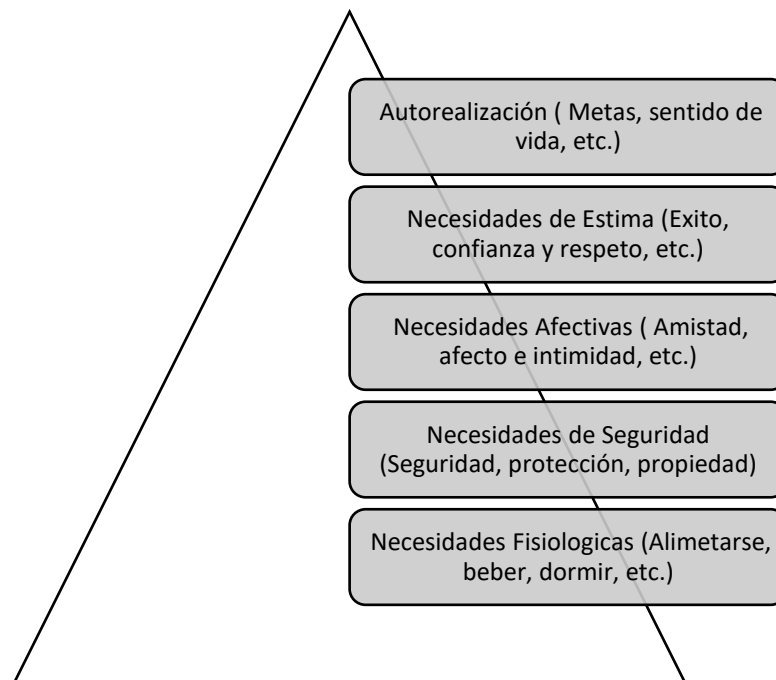 Autorealización ( Metas, sentido de
vida, etc.)
Necesidades de Estima (Exito,
confianza y respeto, etc.)
Necesidades Afectivas ( Amistad,
afecto e intimidad, etc.)
Necesidades de Seguridad
(Seguridad, protección, propiedad)
Necesidades Fisiologicas (Alimetarse,
beber, dormir, etc.)